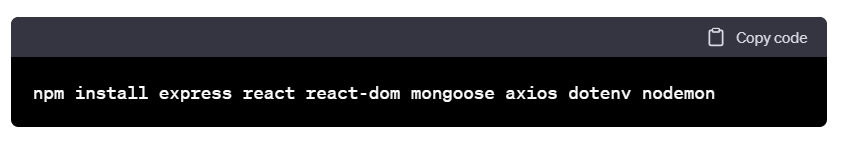 Copy code
npm install express react react-dom mongoose axios dotenv nodemon